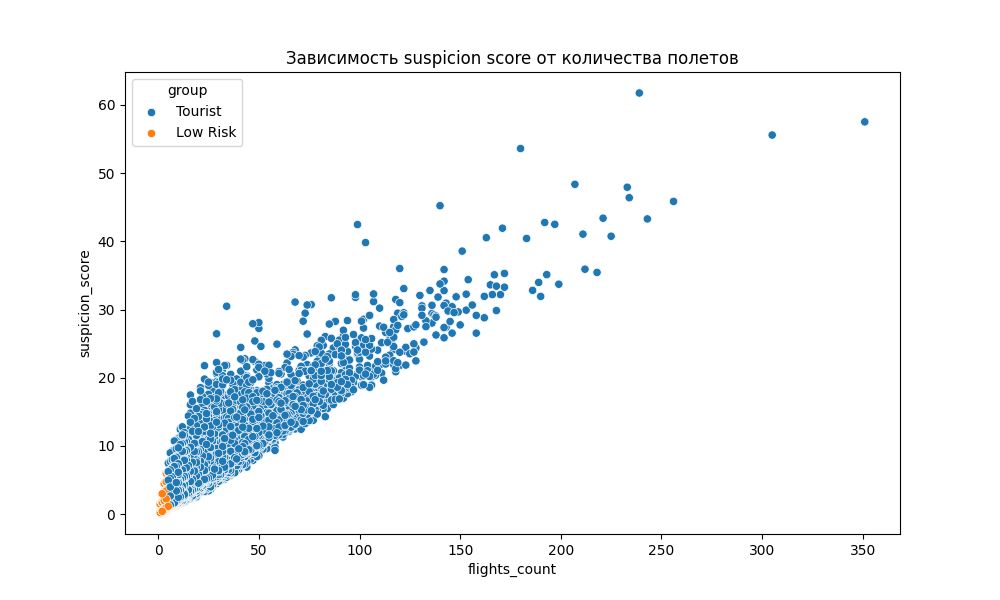 Зависимость suspicion score от количества полетов
group
Tourist
Low Risk
60
50
40
30
20
10
0
suspicion_score
0 50 100 150 200 250 300 350
flights_count